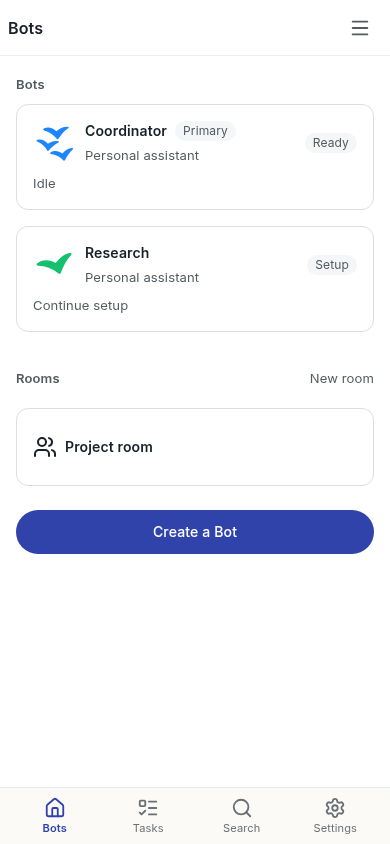 Bots
Bots
Coordinator Primary
Personal assistant
Ready
Idle
Research
Personal assistant
Setup
Continue setup
Rooms
New room
Project room
Create a Bot
Bots
Tasks
Search
Settings